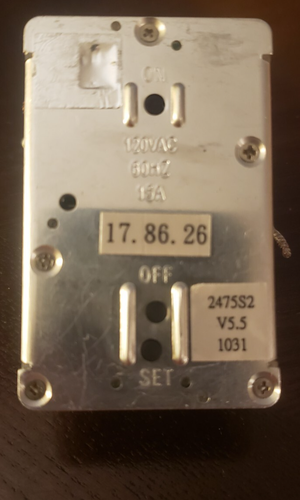 ON
120VAC
60HZ
15A
17.86.26
OFF
2475S2
V5.5
1031
SET